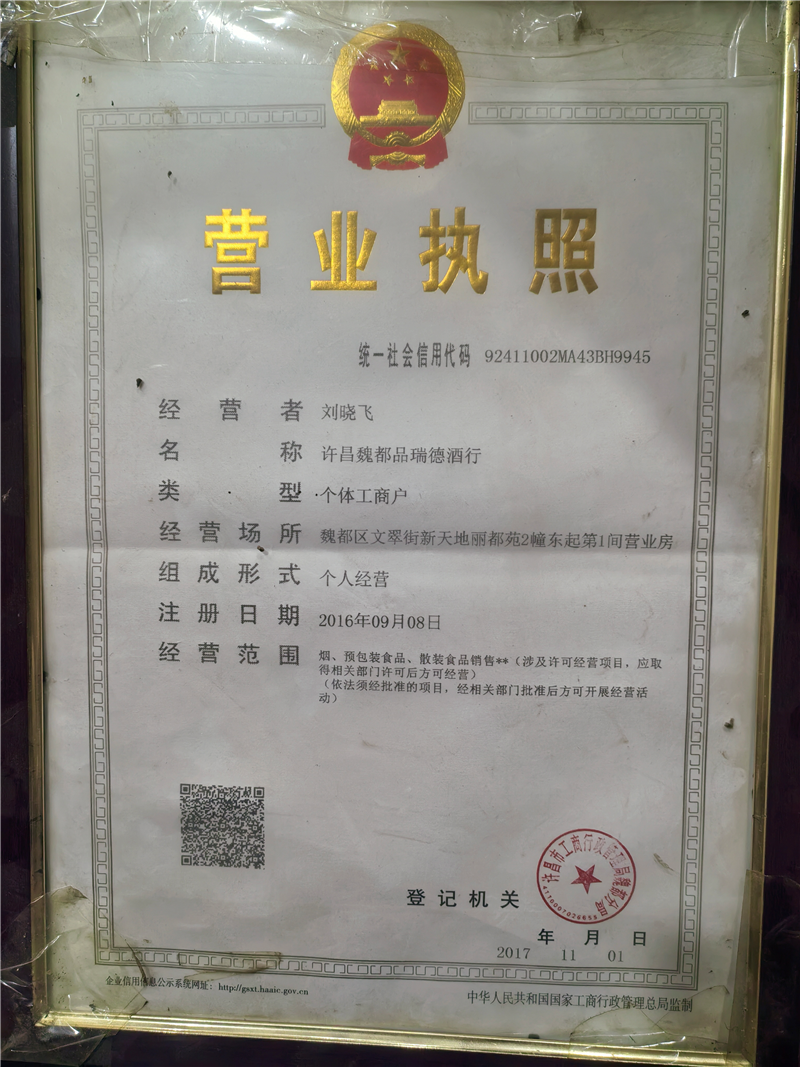 营业执照
统一社会信用代码 92411002MA43BH9945
经营者 刘晓飞
名称 许昌魏都品瑞德酒行
类型 个体工商户
经营场所 魏都区文翠街新天地丽都苑2幢东起第1间营业房
组成形式 个人经营
注册日期 2016年09月08日
经营范围 烟、预包装食品、散装食品销售**(涉及许可经营项目，应取
得相关部门许可后方可经营)
(依法须经批准的项目，经相关部门批准后方可开展经营活
动)
许昌市工商行政管理局
登记机关
年 月 日
2017 11 01
企业信用信息公示系统网址：http://gsxt.haaic.gov.cn
中华人民共和国国家工商行政管理总局监制